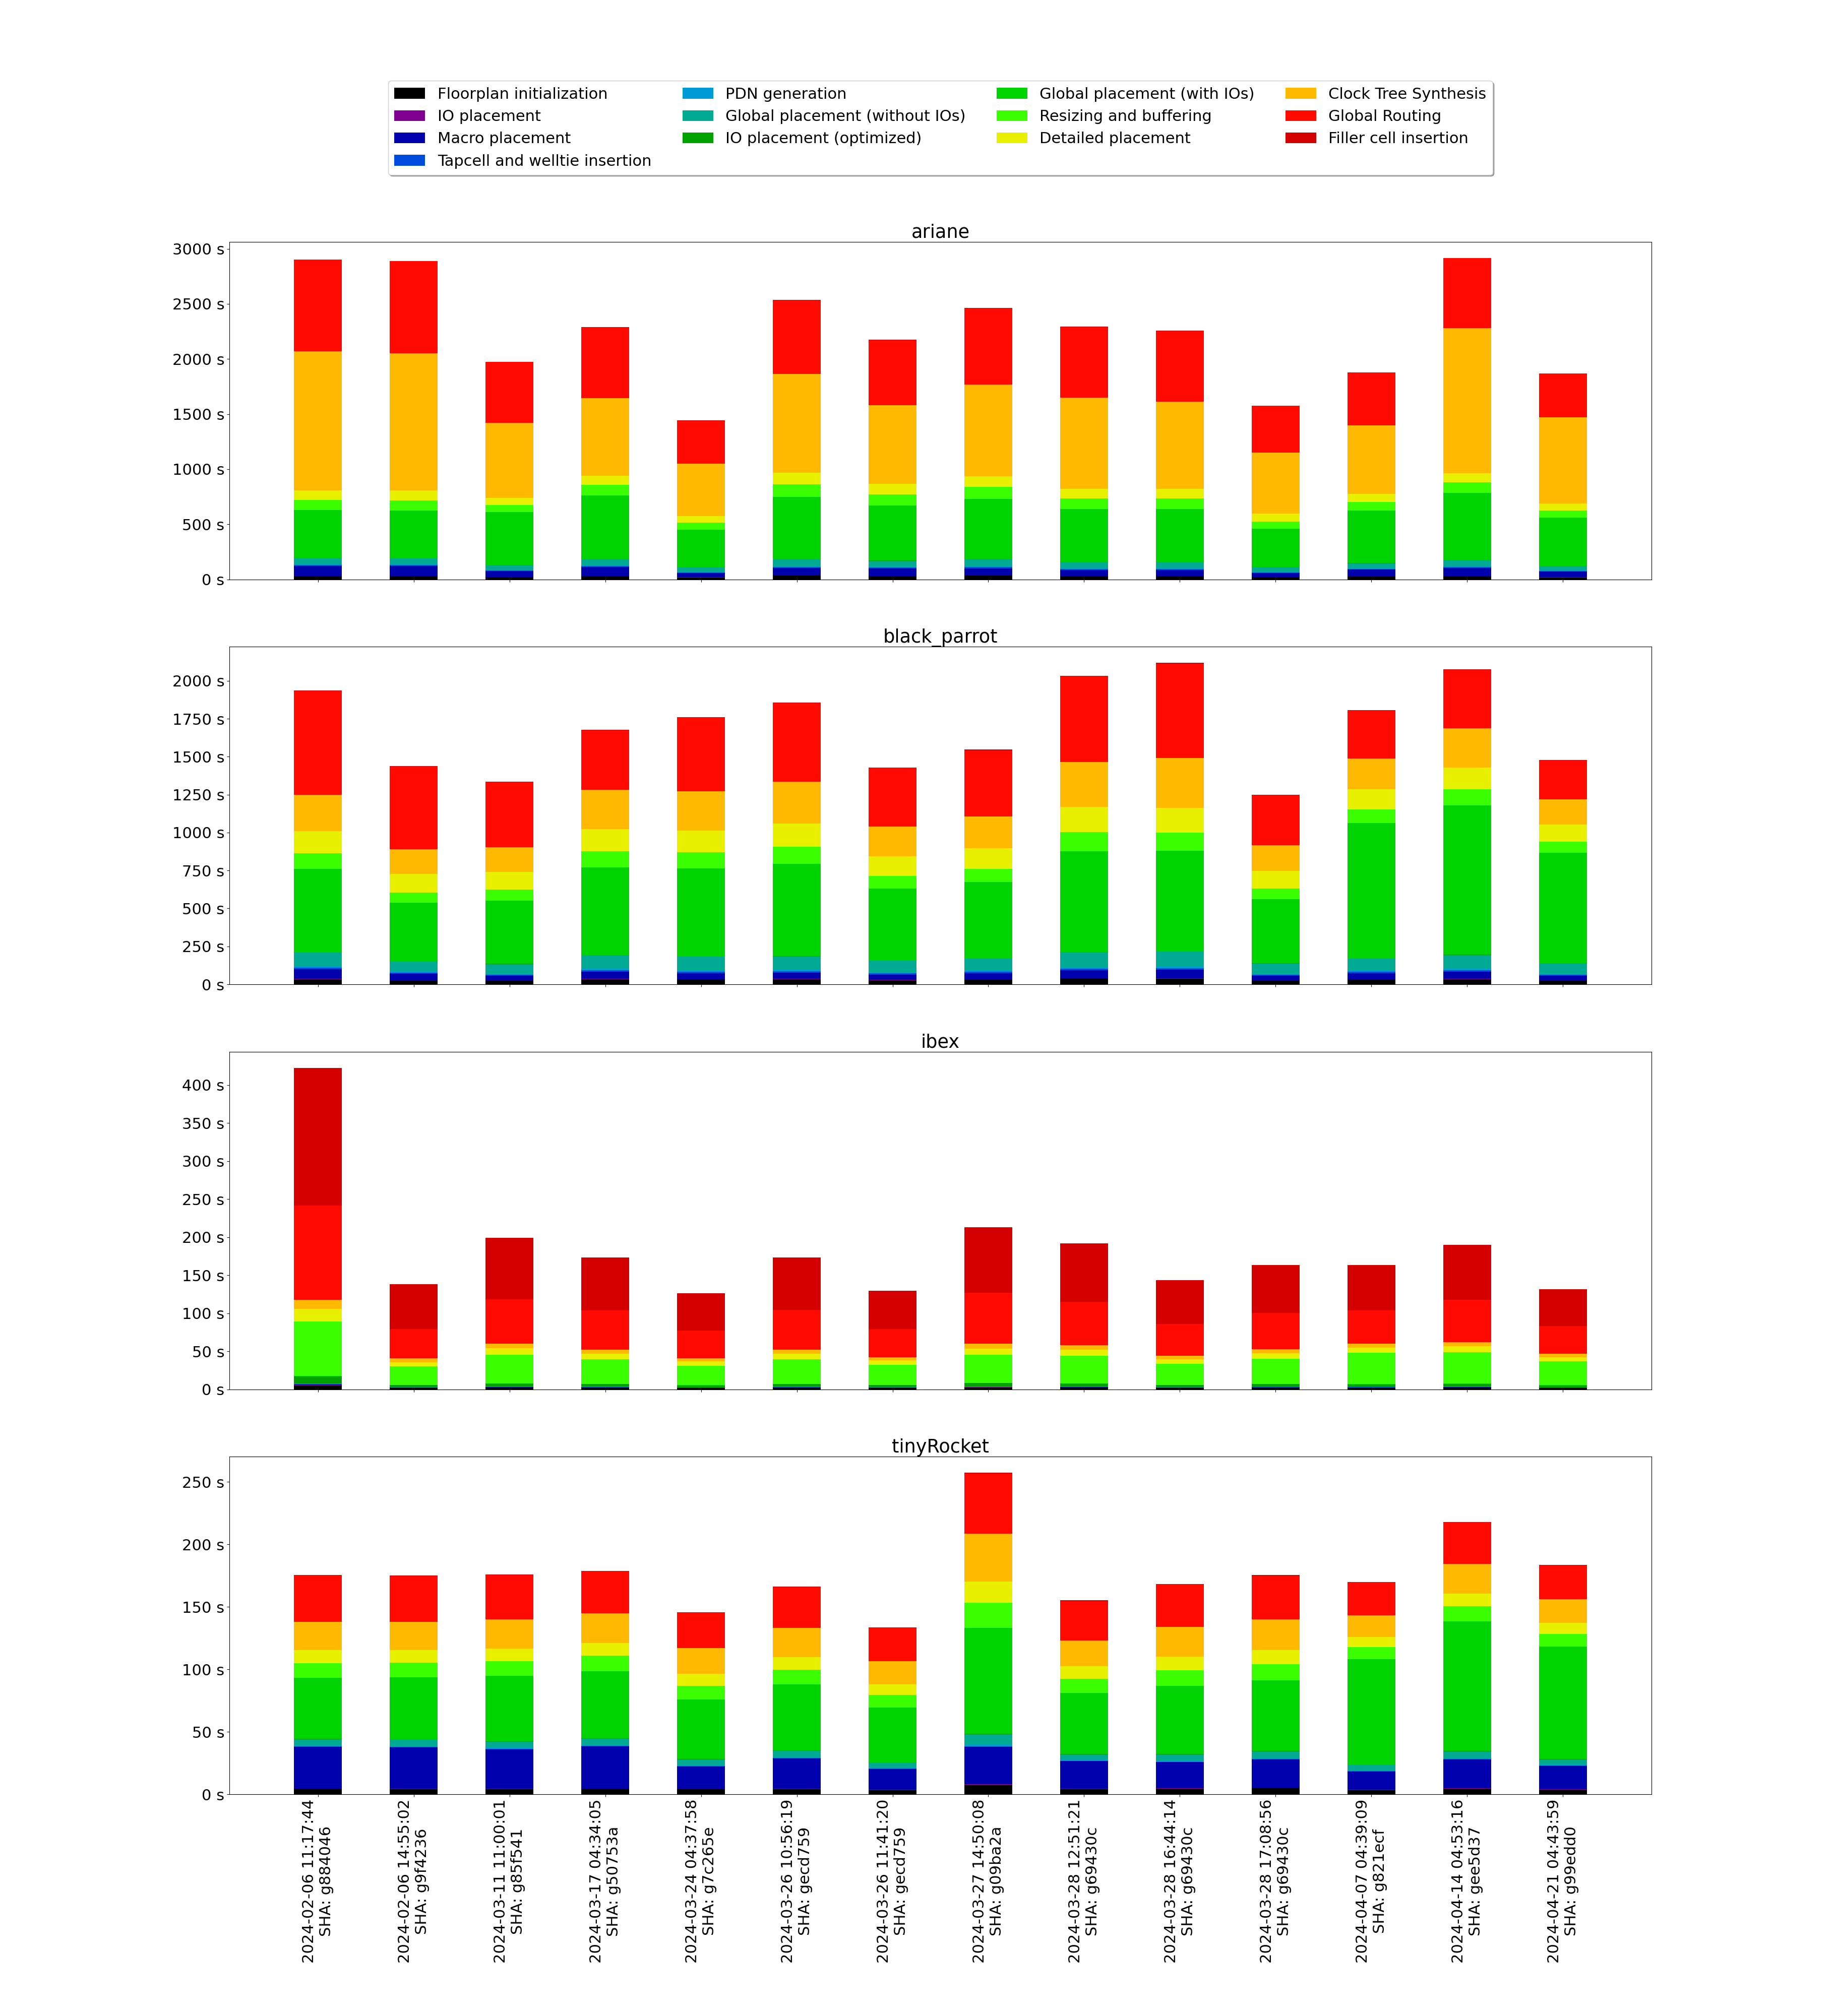 Floorplan initialization
IO placement
Macro placement
Tapcell and welltie insertion
PDN generation
Global placement (without IOs)
IO placement (optimized)
Global placement (with IOs)
Resizing and buffering
Detailed placement
Clock Tree Synthesis
Global Routing
Filler cell insertion
ariane
3000 s
2500 s
2000 s
1500 s
1000 s
500 s
0 s
black_parrot
2000 s
1750 s
1500 s
1250 s
1000 s
750 s
500 s
250 s
0 s
ibex
400 s
350 s
300 s
250 s
200 s
150 s
100 s
50 s
0 s
tinyRocket
250 s
200 s
150 s
100 s
50 s
0 s
2024-02-06 11:17:44
SHA: g884046
2024-02-06 14:55:02
SHA: g9f4236
2024-03-11 11:00:01
SHA: g85f541
2024-03-17 04:34:05
SHA: g50753a
2024-03-24 04:37:58
SHA: g7c265e
2024-03-26 10:56:19
SHA: gecd759
2024-03-26 11:41:20
SHA: gecd759
2024-03-27 14:50:08
SHA: g09ba2a
2024-03-28 12:51:21
SHA: g69430c
2024-03-28 16:44:14
SHA: g69430c
2024-03-28 17:08:56
SHA: g69430c
2024-04-07 04:39:09
SHA: g821ecf
2024-04-14 04:53:16
SHA: gee5d37
2024-04-21 04:43:59
SHA: g99edd0